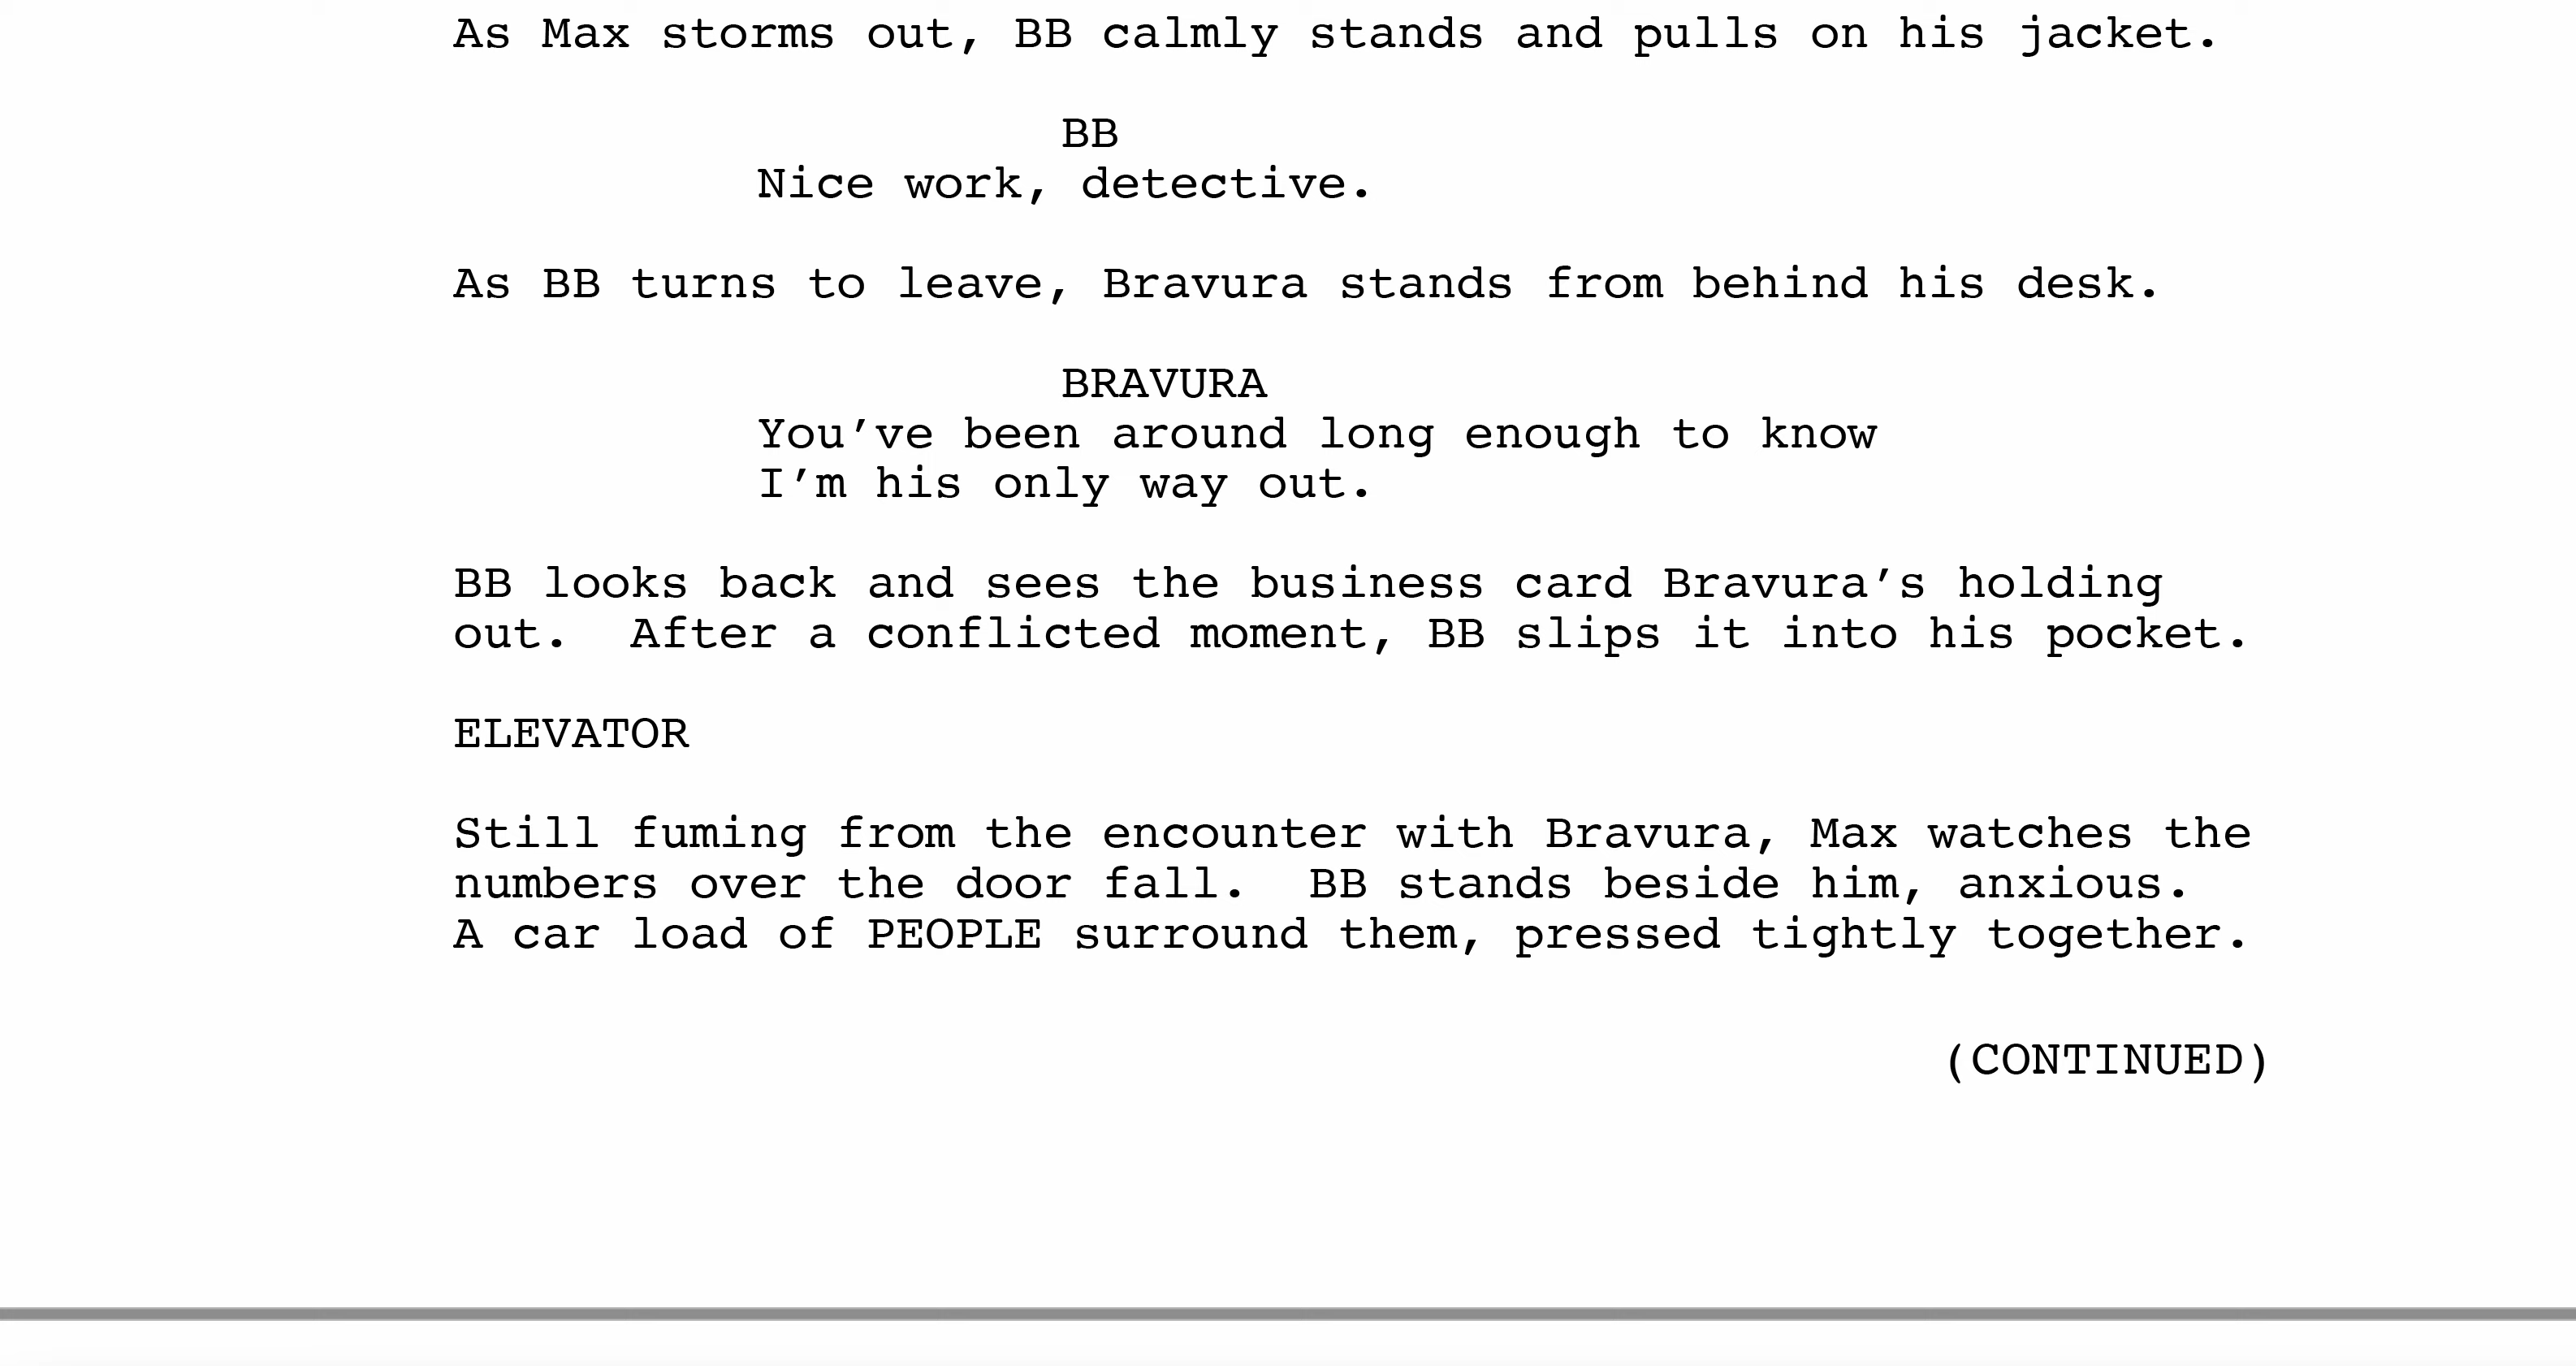 As Max storms out, BB calmly stands and pulls on his jacket.
BB
Nice work, detective.
As BB turns to leave, Bravura stands from behind his desk.
BRAVURA
You’ve been around long enough to know
I’m his only way out.
BB looks back and sees the business card Bravura’s holding
out.  After a conflicted moment, BB slips it into his pocket.
ELEVATOR
Still fuming from the encounter with Bravura, Max watches the
numbers over the door fall.  BB stands beside him, anxious.
A car load of PEOPLE surround them, pressed tightly together.
(CONTINUED)